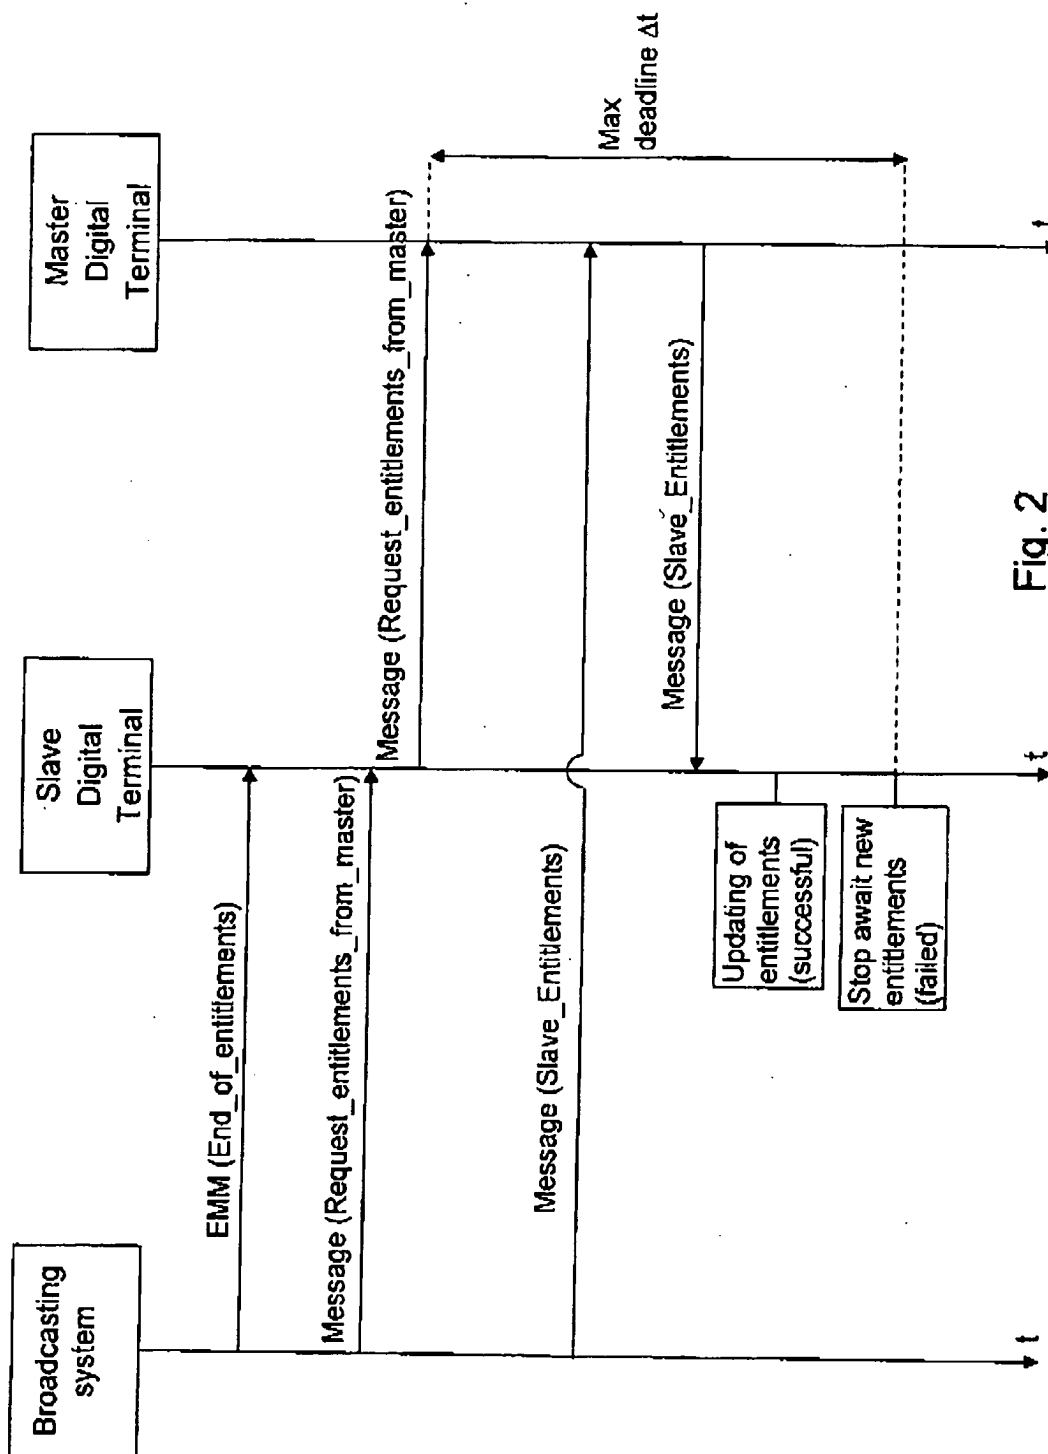 Broadcasting
system
Slave
Digital
Terminal
Master
Digital
Terminal
EMM (End_of_entitlements)
Message (Request_entitlements_from_master)
Message (Request_entitlements_from_master)
Max
deadline Δt
Message (Slave_Entitlements)
Message (Slave_Entitlements)
Updating of
entitlements
(successful)
Stop await new
entitlements
(failed)
t
t
t
Fig. 2